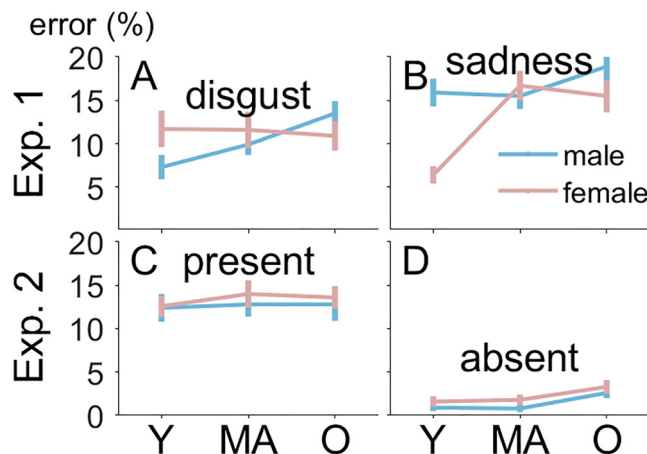 error (%)
Exp. 1
20
15
10
5
A
disgust
B
sadness
male
female
Exp. 2
20
15
10
5
0
C
present
D
absent
Y MA O
Y MA O